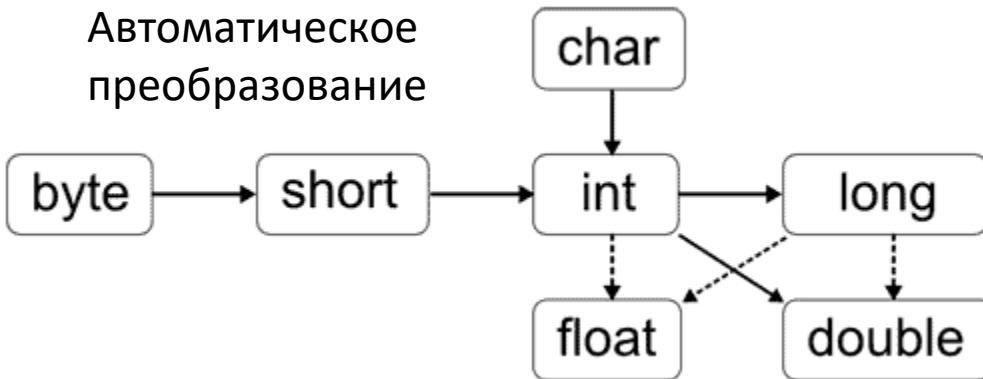 Автоматическое
преобразование
char
byte
short
int
long
float
double